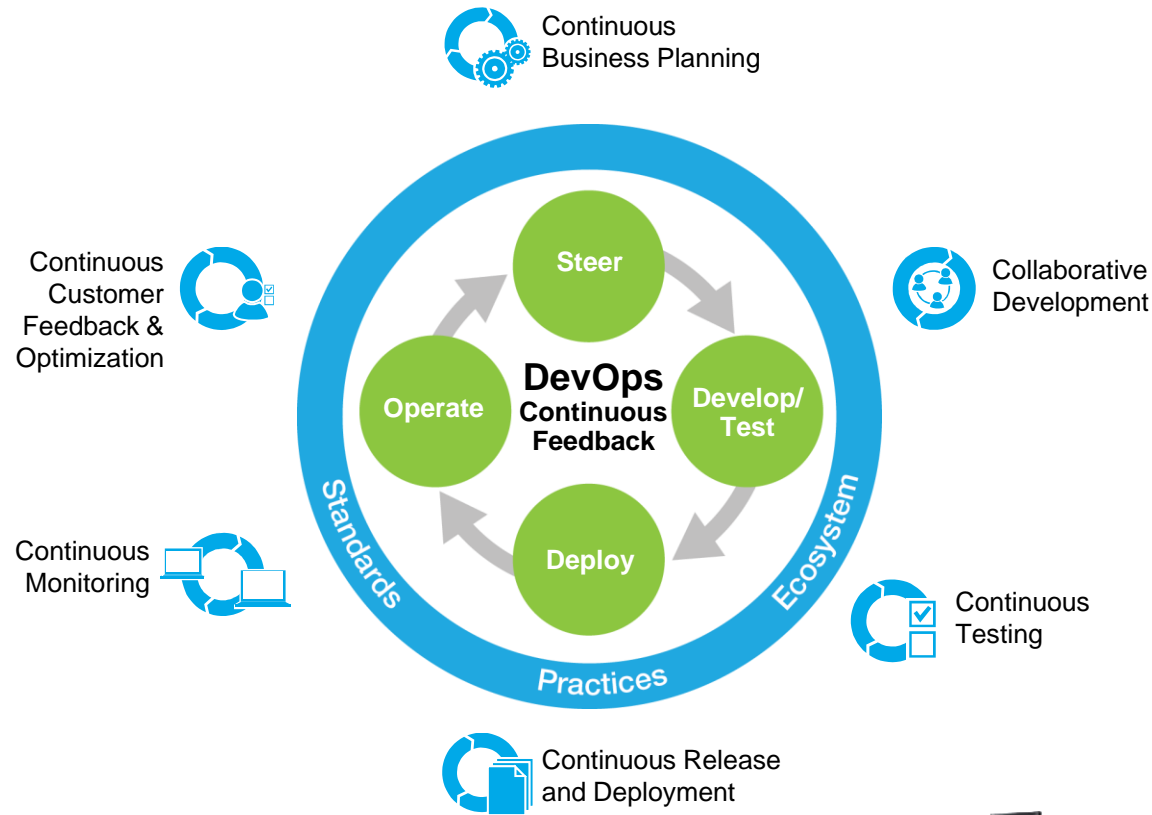 Continuous
Business Planning
Continuous
Customer
Feedback &
Optimization
Collaborative
Development
Steer
DevOps
Continuous
Feedback
Operate
Develop/
Test
Deploy
Standards
Practices
Ecosystem
Continuous
Monitoring
Continuous
Testing
Continuous Release
and Deployment